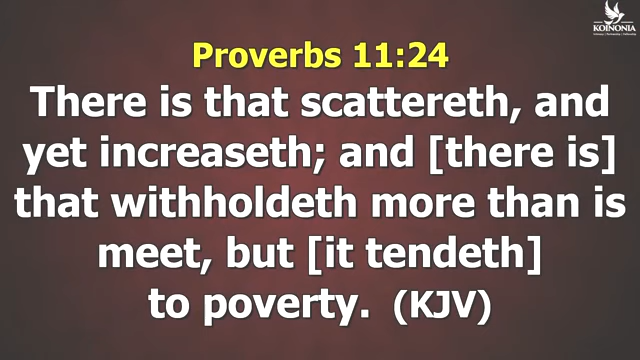 KOINONIA
Proverbs 11:24
There is that scattereth, and
yet increaseth; and [there is]
that withholdeth more than is
meet, but [it tendeth]
to poverty. (KJV)